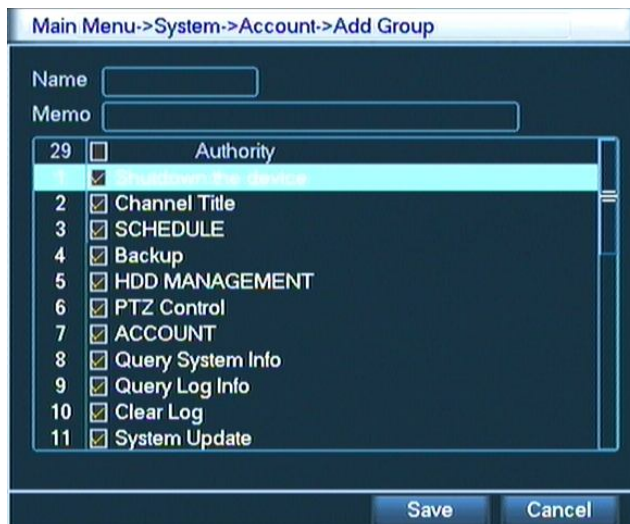 Main Menu->System->Account->Add Group
Name
Memo
29 Authority
1 Shutdown the device
2 Channel Title
3 SCHEDULE
4 Backup
5 HDD MANAGEMENT
6 PTZ Control
7 ACCOUNT
8 Query System Info
9 Query Log Info
10 Clear Log
11 System Update
Save Cancel